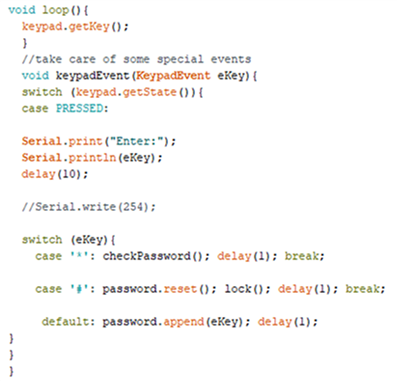 void loop(){
keypad.getKey();
}
//take care of some special events
void keypadEvent(KeypadEvent eKey){
switch (keypad.getState()){
case PRESSED:
Serial.print("Enter:");
Serial.println(eKey);
delay(10);
//Serial.write(254);
switch (eKey){
case '*': checkPassword(); delay(1); break;
case '#': password.reset(); lock(); delay(1); break;
default: password.append(eKey); delay(1);
}
}
}